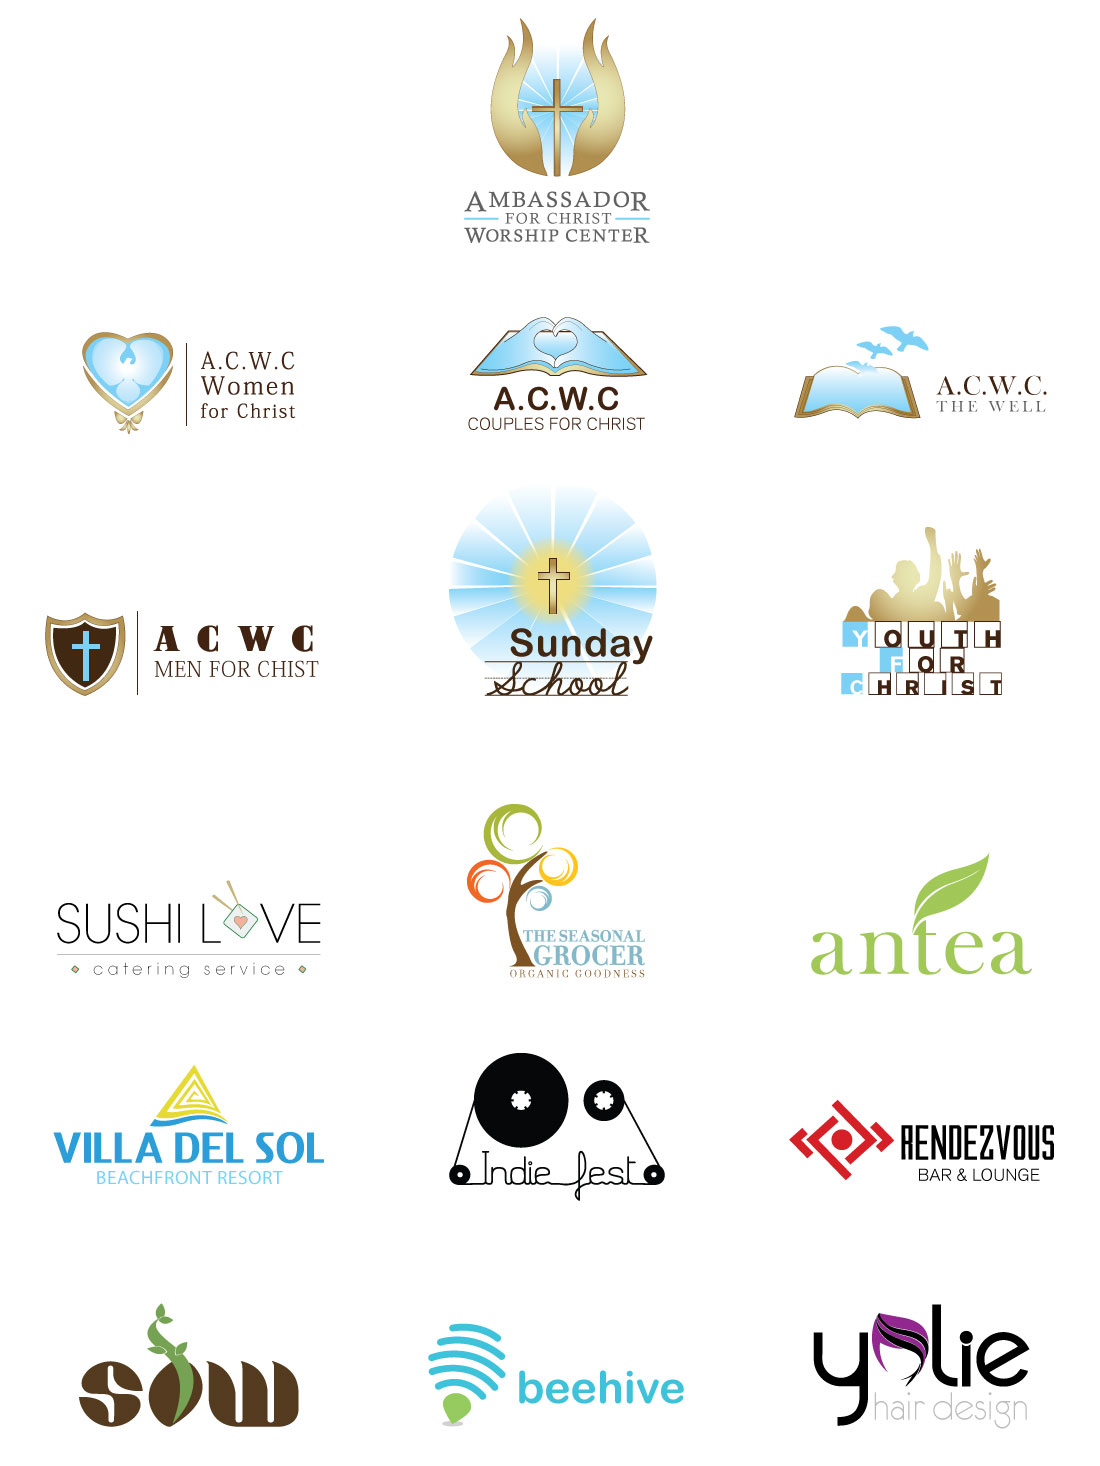 AMBASSADOR
FOR CHRIST
WORSHIP CENTER
A.C.W.C
Women
for Christ
A.C.W.C
COUPLES FOR CHRIST
A.C.W.C.
THE WELL
A C W C
MEN FOR CHIST
Sunday
School
YOUTH
FOR
CHRIST
SUSHI LOVE
catering service
THE SEASONAL
GROCER
ORGANIC GOODNESS
antea
VILLA DEL SOL
BEACHFRONT RESORT
Indie fest
RENDEZVOUS
BAR & LOUNGE
sow
beehive
yolie
hair design